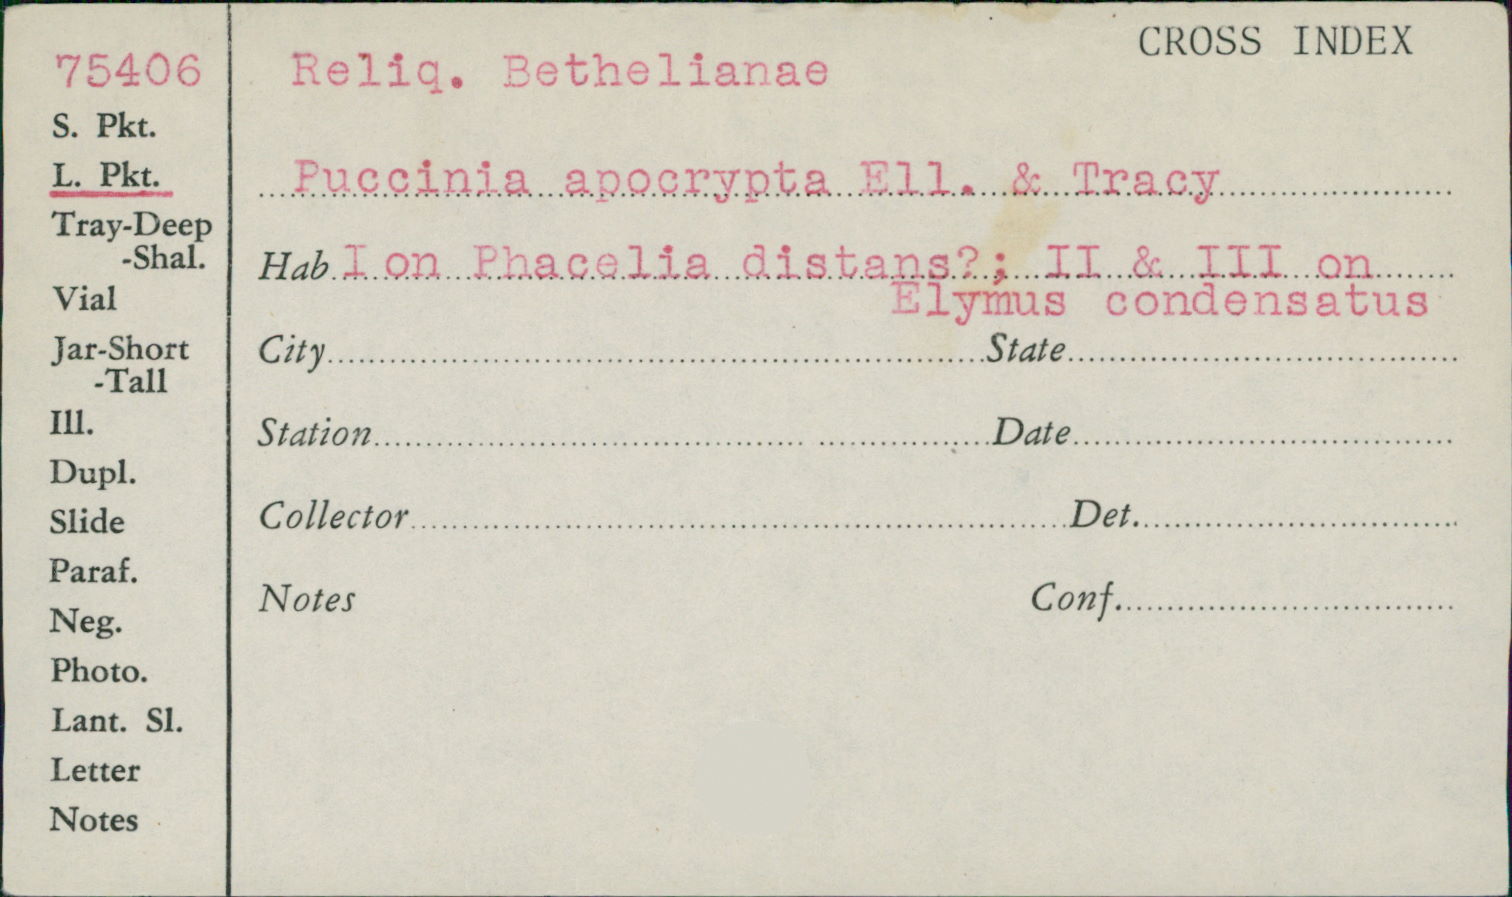 CROSS INDEX
75406
Reliq. Bethelianae
S. Pkt.
L. Pkt.
Puccinia apocrypta Ell. & Tracy
Tray-Deep
-Shal.
Hab I on Phacelia distans?; II & III on
Elymus condensatus
Vial
Jar-Short
-Tall
City
State
Ill.
Station
Date
Dupl.
Slide
Collector
Det.
Paraf.
Notes
Conf.
Neg.
Photo.
Lant. Sl.
Letter
Notes